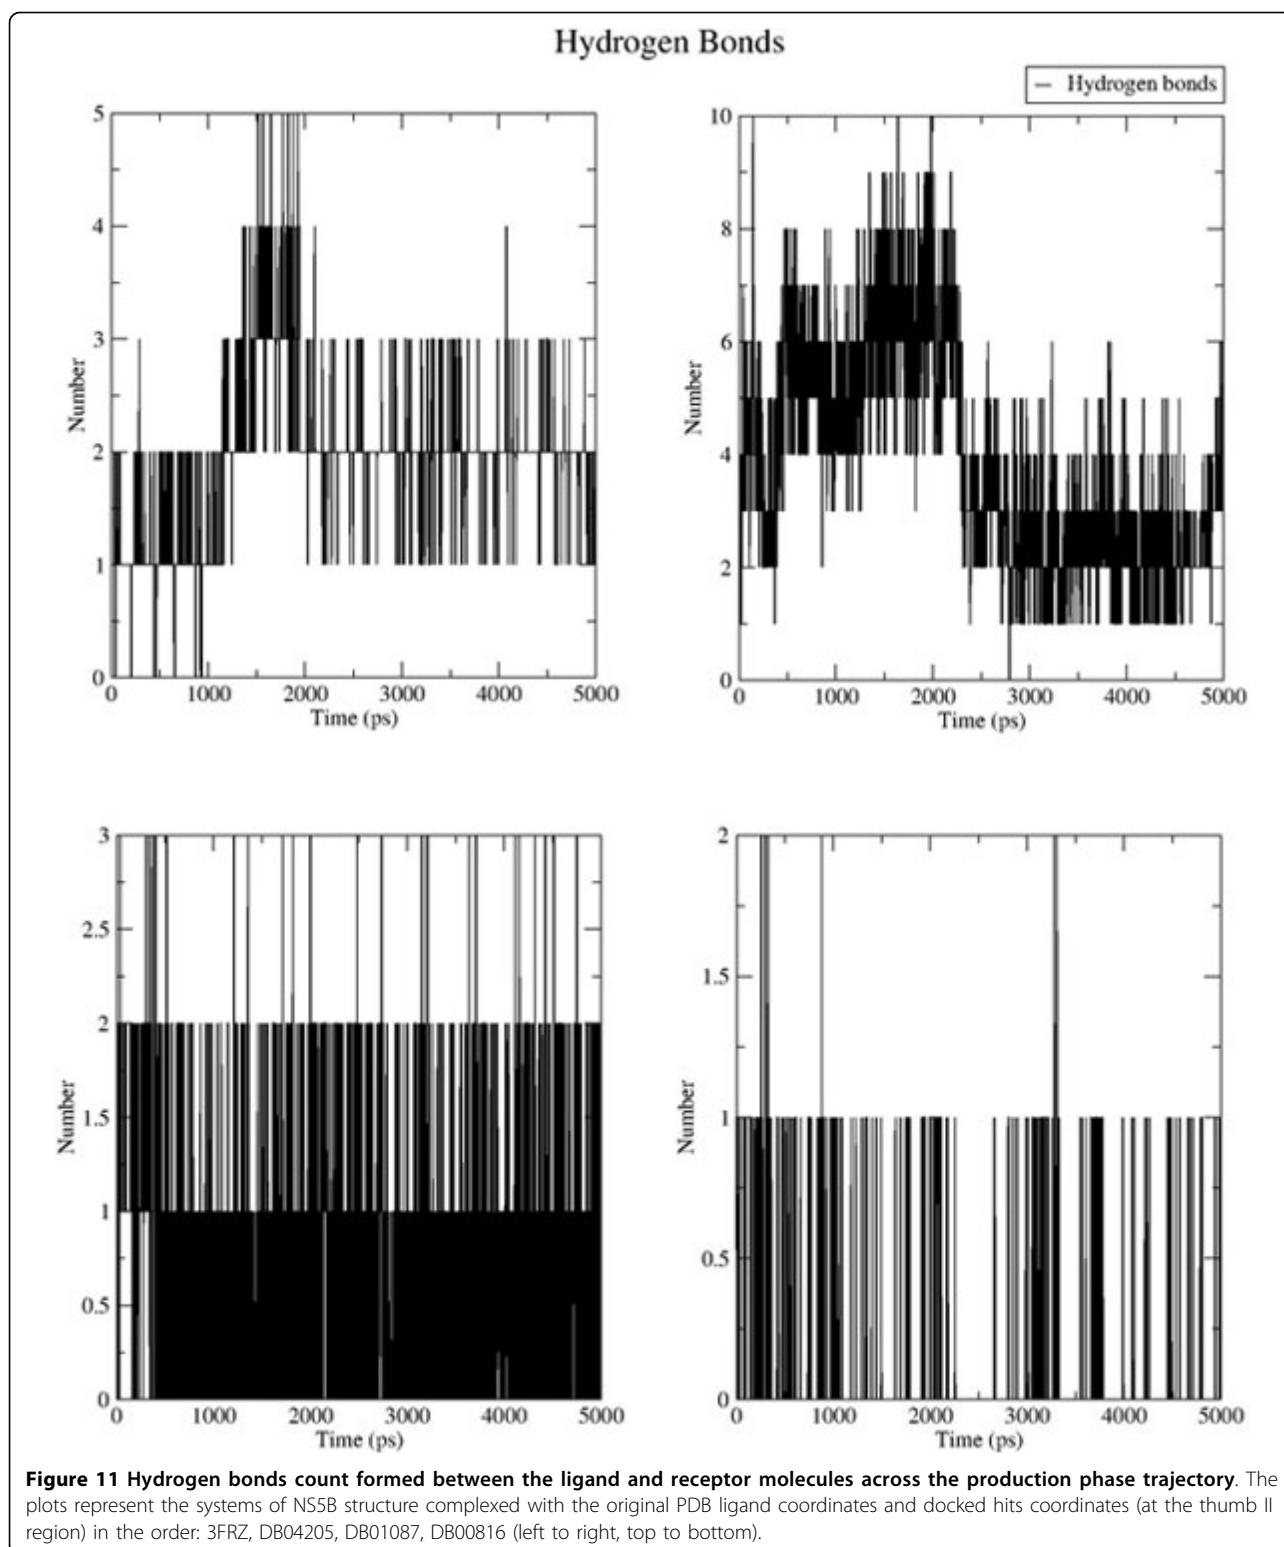 Hydrogen Bonds
Hydrogen bonds
5
4
3
2
1
0
Number
0 1000 2000 3000 4000 5000
Time (ps)
10
8
6
4
2
0
Number
0 1000 2000 3000 4000 5000
Time (ps)
3
2.5
2
1.5
1
0.5
0
Number
0 1000 2000 3000 4000 5000
Time (ps)
2
1.5
1
0.5
0
Number
0 1000 2000 3000 4000 5000
Time (ps)
Figure 11 Hydrogen bonds count formed between the ligand and receptor molecules across the production phase trajectory. The
plots represent the systems of NS5B structure complexed with the original PDB ligand coordinates and docked hits coordinates (at the thumb II
region) in the order: 3FRZ, DB04205, DB01087, DB00816 (left to right, top to bottom).